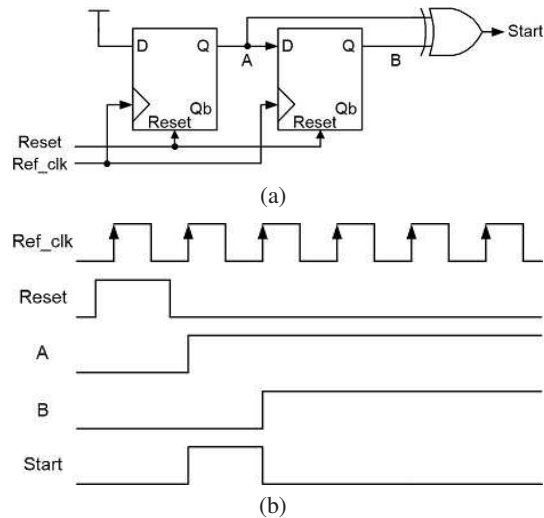 D Q D Q Start
A B
Qb Qb
Reset Reset
Reset
Ref_clk
(a)
Ref_clk
Reset
A
B
Start
(b)